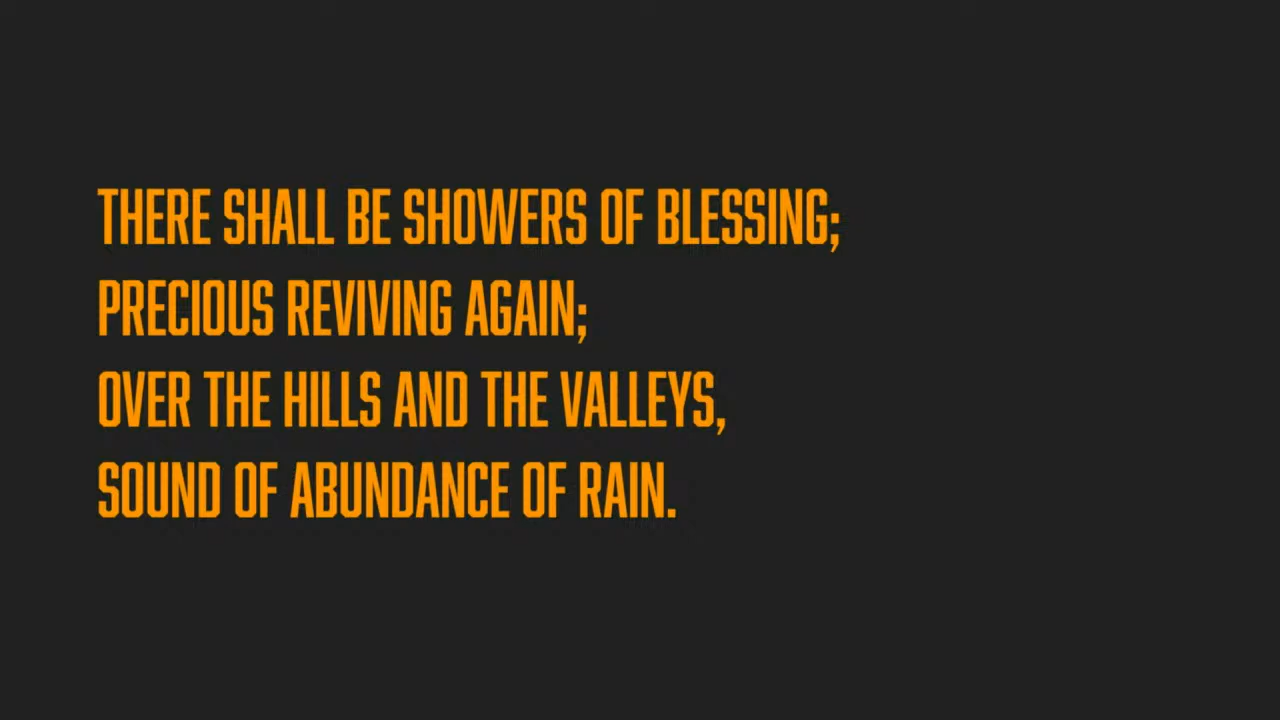 THERE SHALL BE SHOWERS OF BLESSING;
PRECIOUS REVIVING AGAIN;
OVER THE HILLS AND THE VALLEYS,
SOUND OF ABUNDANCE OF RAIN.